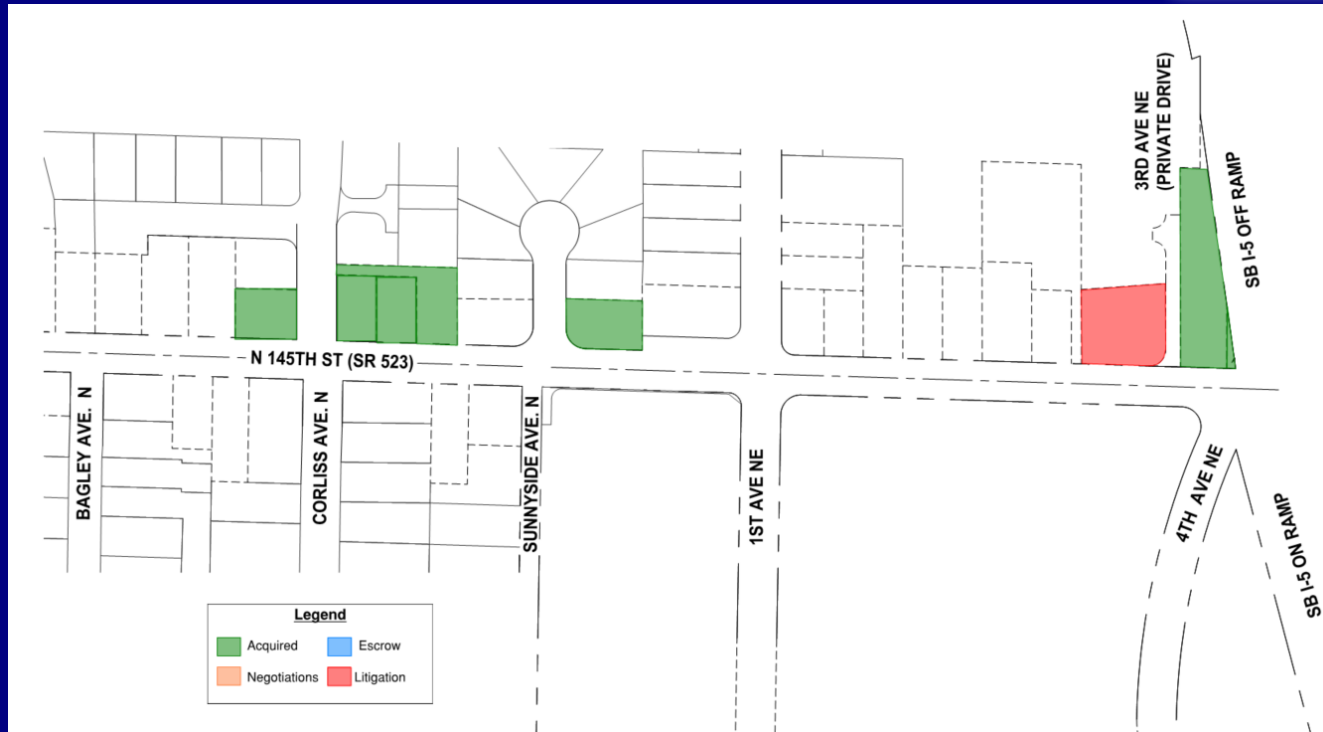 3RD AVE NE
(PRIVATE DRIVE)
SB I-5 OFF RAMP
N 145TH ST (SR 523)
BAGLEY AVE. N
CORLISS AVE. N
SUNNYSIDE AVE. N
1ST AVE NE
4TH AVE NE
SB I-5 ON RAMP
Legend
Acquired
Escrow
Negotiations
Litigation